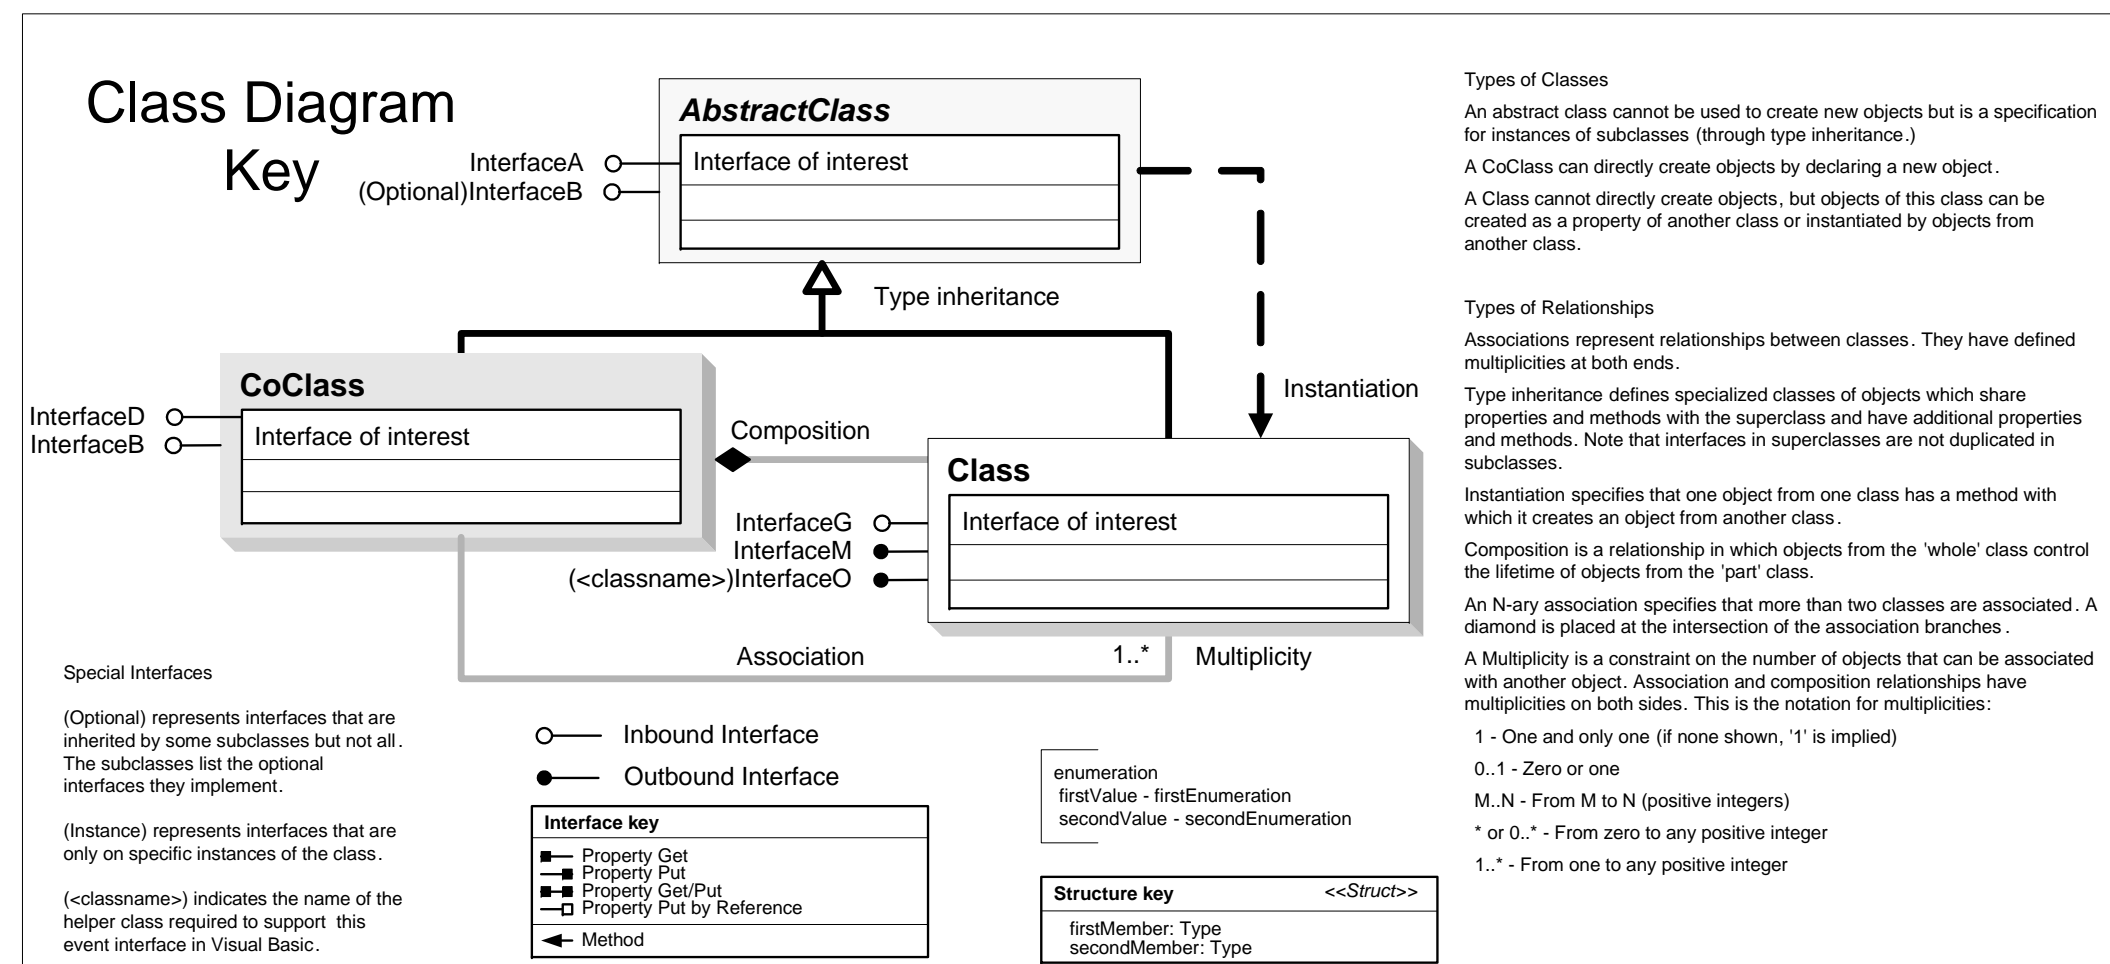 Class Diagram
Key
AbstractClass
Interface of interest
InterfaceA
(Optional)InterfaceB
Type inheritance
CoClass
Interface of interest
InterfaceD
InterfaceB
Composition
Instantiation
Class
Interface of interest
InterfaceG
InterfaceM
(<classname>)InterfaceO
Association
1..*
Multiplicity
Special Interfaces
(Optional) represents interfaces that are
inherited by some subclasses but not all.
The subclasses list the optional
interfaces they implement.
(Instance) represents interfaces that are
only on specific instances of the class.
(<classname>) indicates the name of the
helper class required to support this
event interface in Visual Basic.
Inbound Interface
Outbound Interface
Interface key
Property Get
Property Put
Property Get/Put
Property Put by Reference
Method
enumeration
firstValue - firstEnumeration
secondValue - secondEnumeration
Structure key <<Struct>>
firstMember: Type
secondMember: Type
Types of Classes
An abstract class cannot be used to create new objects but is a specification
for instances of subclasses (through type inheritance.)
A CoClass can directly create objects by declaring a new object.
A Class cannot directly create objects, but objects of this class can be
created as a property of another class or instantiated by objects from
another class.
Types of Relationships
Associations represent relationships between classes. They have defined
multiplicities at both ends.
Type inheritance defines specialized classes of objects which share
properties and methods with the superclass and have additional properties
and methods. Note that interfaces in superclasses are not duplicated in
subclasses.
Instantiation specifies that one object from one class has a method with
which it creates an object from another class.
Composition is a relationship in which objects from the 'whole' class control
the lifetime of objects from the 'part' class.
An N-ary association specifies that more than two classes are associated. A
diamond is placed at the intersection of the association branches.
A Multiplicity is a constraint on the number of objects that can be associated
with another object. Association and composition relationships have
multiplicities on both sides. This is the notation for multiplicities:
1 - One and only one (if none shown, '1' is implied)
0..1 - Zero or one
M..N - From M to N (positive integers)
* or 0..* - From zero to any positive integer
1..* - From one to any positive integer